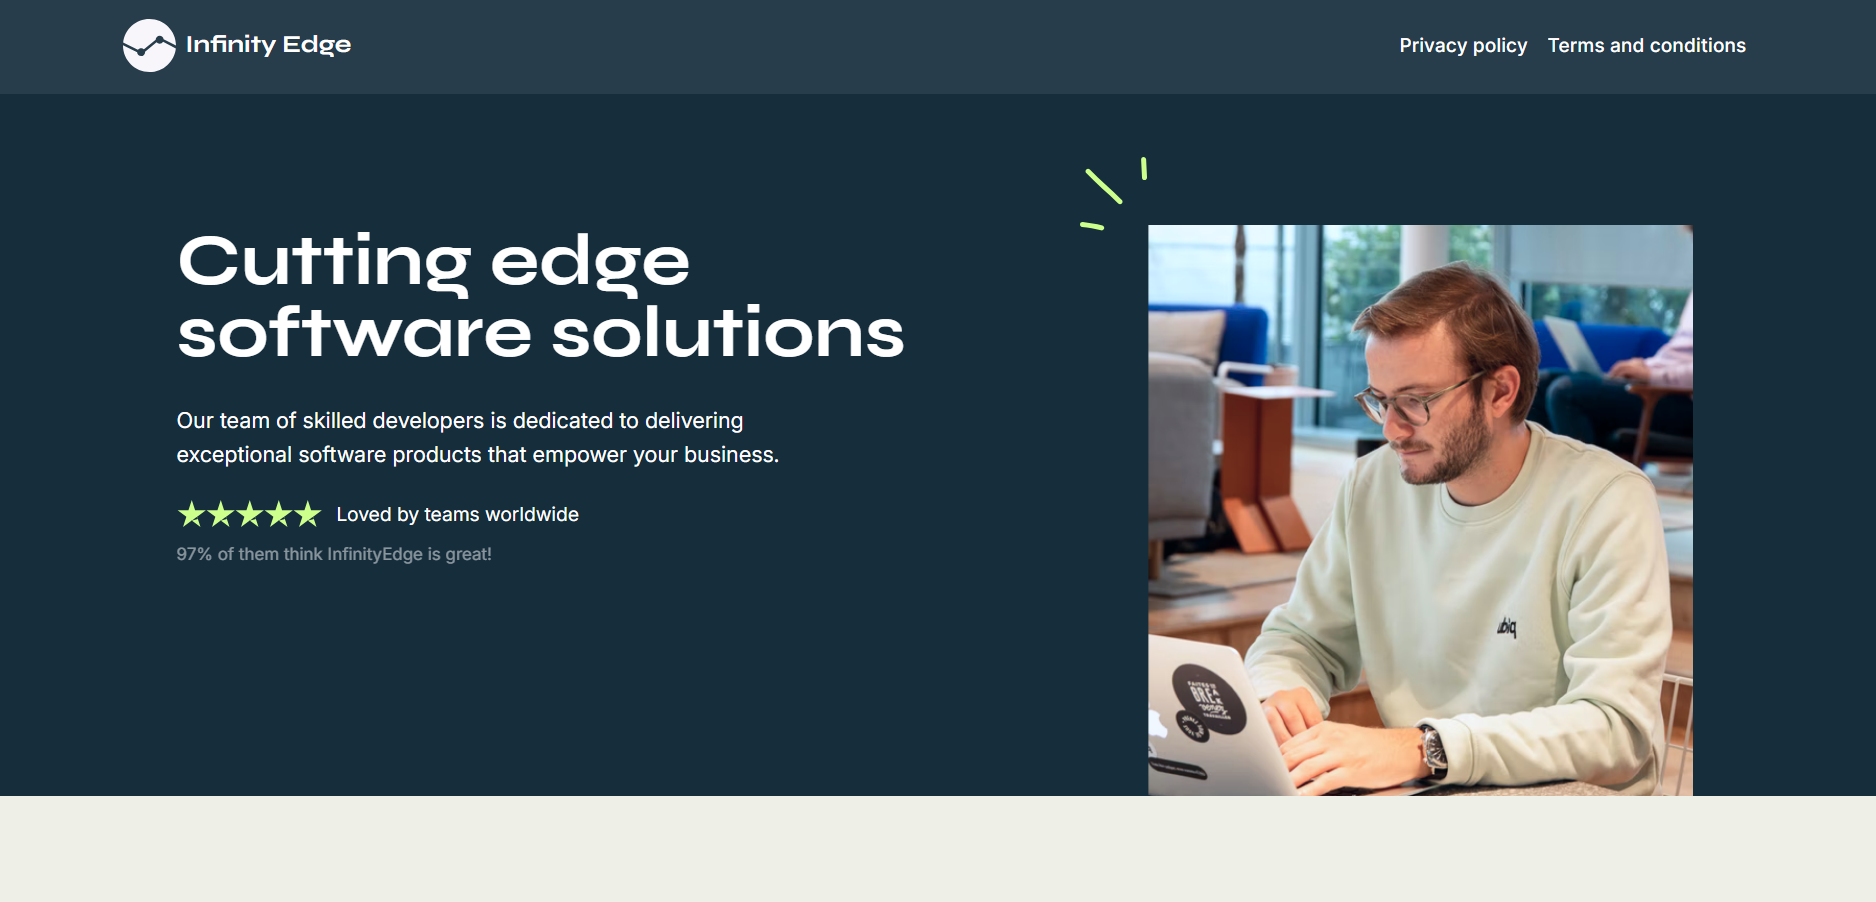 Infinity Edge
Privacy policy
Terms and conditions
Cutting edge
software solutions
Our team of skilled developers is dedicated to delivering
exceptional software products that empower your business.
Loved by teams worldwide
97% of them think InfinityEdge is great!
ubiq